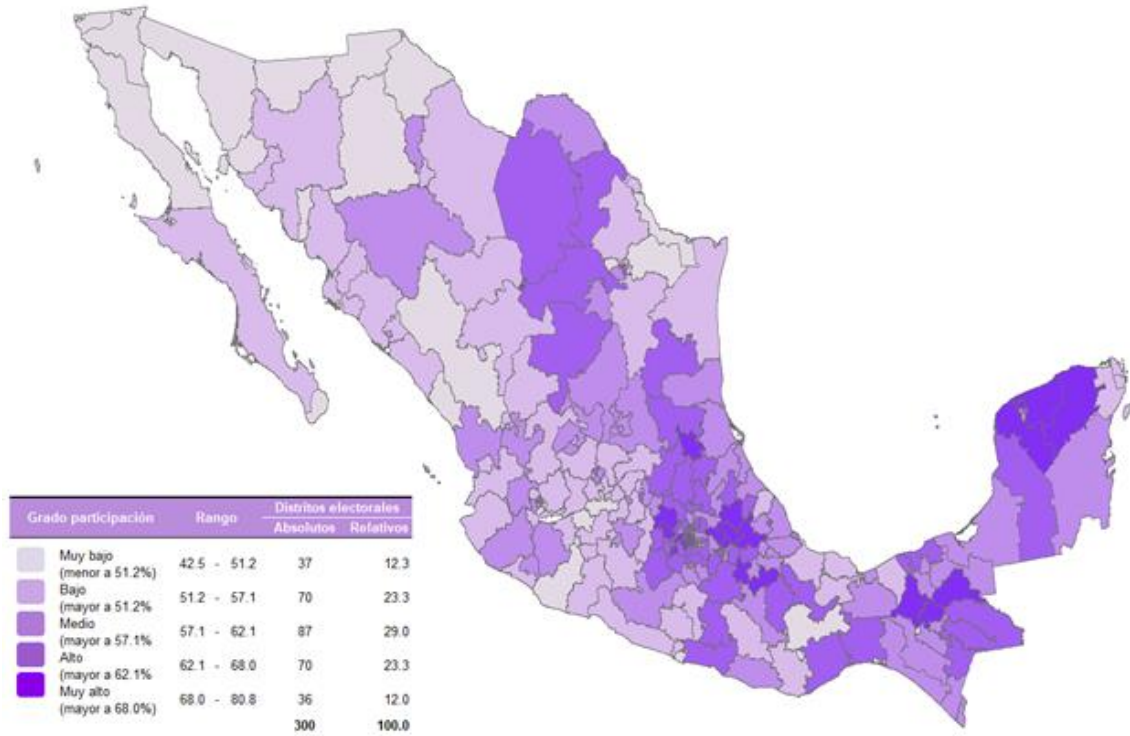 Grado participación Rango Distritos electorales
Absolutos Relativos
Muy bajo
(menor a 51.2%) 42.5 - 51.2 37 12.3
Bajo
(mayor a 51.2% 51.2 - 57.1 70 23.3
Medio
(mayor a 57.1% 57.1 - 62.1 87 29.0
Alto
(mayor a 62.1% 62.1 - 68.0 70 23.3
Muy alto
(mayor a 68.0%) 68.0 - 80.8 36 12.0
300 100.0